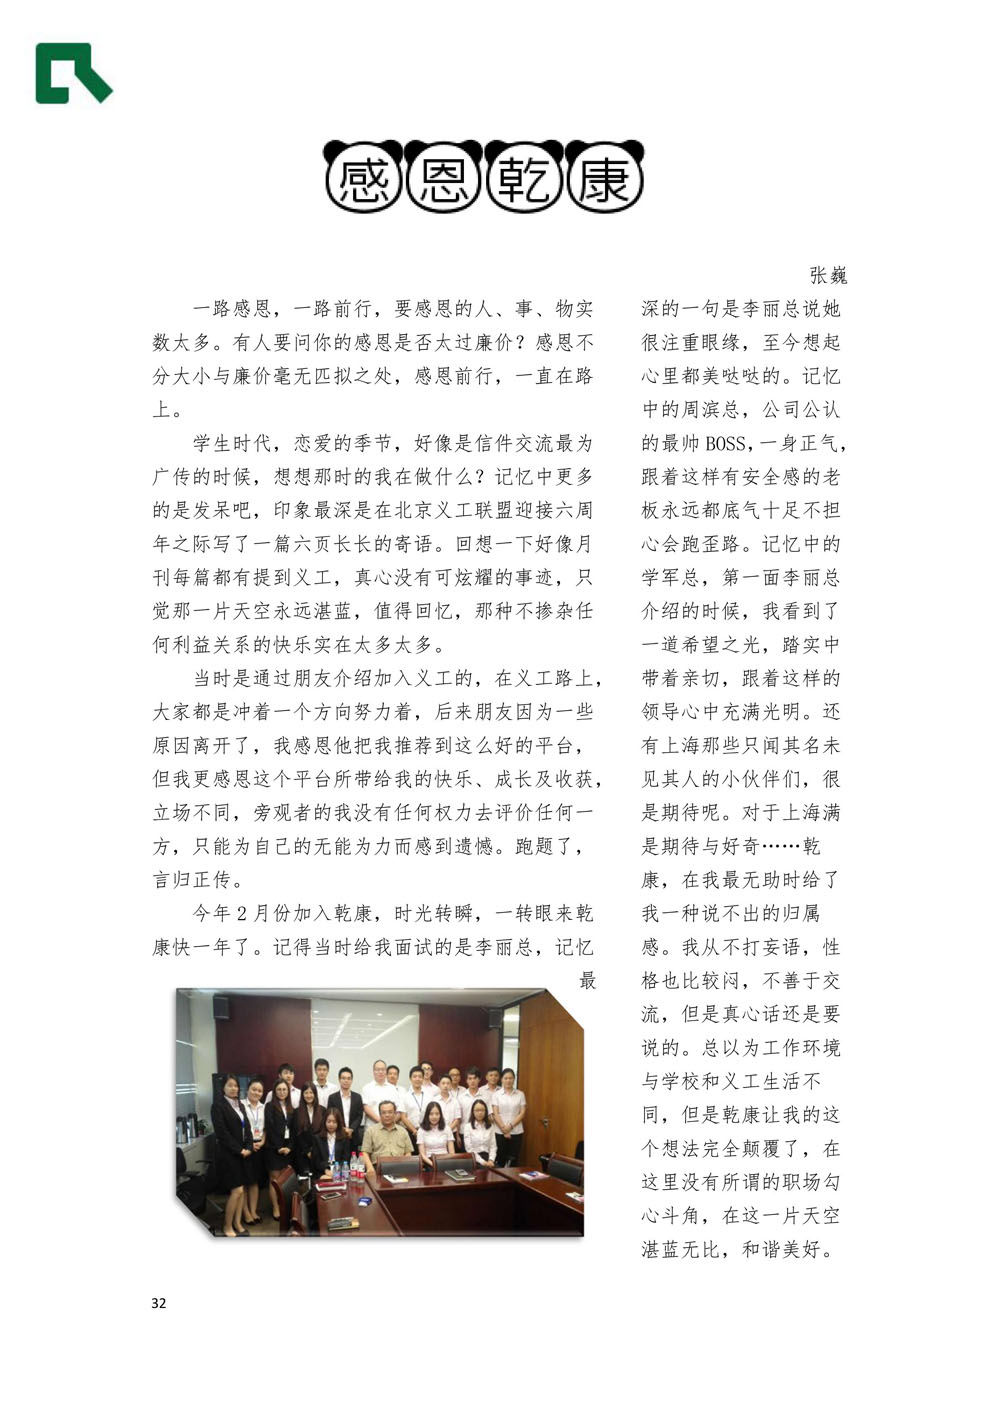 感恩乾康
张巍
一路感恩，一路前行，要感恩的人、事、物实
数太多。有人要问你的感恩是否太过廉价？感恩不
分大小与廉价毫无匹拟之处，感恩前行，一直在路
上。
学生时代，恋爱的季节，好像是信件交流最为
广传的时候，想想那时的我在做什么？记忆中更多
的是发呆吧，印象最深是在北京义工联盟迎接六周
年之际写了一篇六页长长的寄语。回想一下好像月
刊每篇都有提到义工，真心没有可炫耀的事迹，只
觉那一片天空永远湛蓝，值得回忆，那种不掺杂任
何利益关系的快乐实在太多太多。
当时是通过朋友介绍加入义工的，在义工路上，
大家都是冲着一个方向努力着，后来朋友因为一些
原因离开了，我感恩他把我推荐到这么好的平台，
但我更感恩这个平台所带给我的快乐、成长及收获，
立场不同，旁观者的我没有任何权力去评价任何一
方，只能为自己的无能为力而感到遗憾。跑题了，
言归正传。
今年 2 月份加入乾康，时光转瞬，一转眼来乾
康快一年了。记得当时给我面试的是李丽总，记忆
最
深的一句是李丽总说她
很注重眼缘，至今想起
心里都美哒哒的。记忆
中的周滨总，公司公认
的最帅 BOSS，一身正气，
跟着这样有安全感的老
板永远都底气十足不担
心会跑歪路。记忆中的
学军总，第一面李丽总
介绍的时候，我看到了
一道希望之光，踏实中
带着亲切，跟着这样的
领导心中充满光明。还
有上海那些只闻其名未
见其人的小伙伴们，很
是期待呢。对于上海满
是期待与好奇……乾
康，在我最无助时给了
我一种说不出的归属
感。我从不打妄语，性
格也比较闷，不善于交
流，但是真心话还是要
说的。总以为工作环境
与学校和义工生活不
同，但是乾康让我的这
个想法完全颠覆了，在
这里没有所谓的职场勾
心斗角，在这一片天空
湛蓝无比，和谐美好。
32